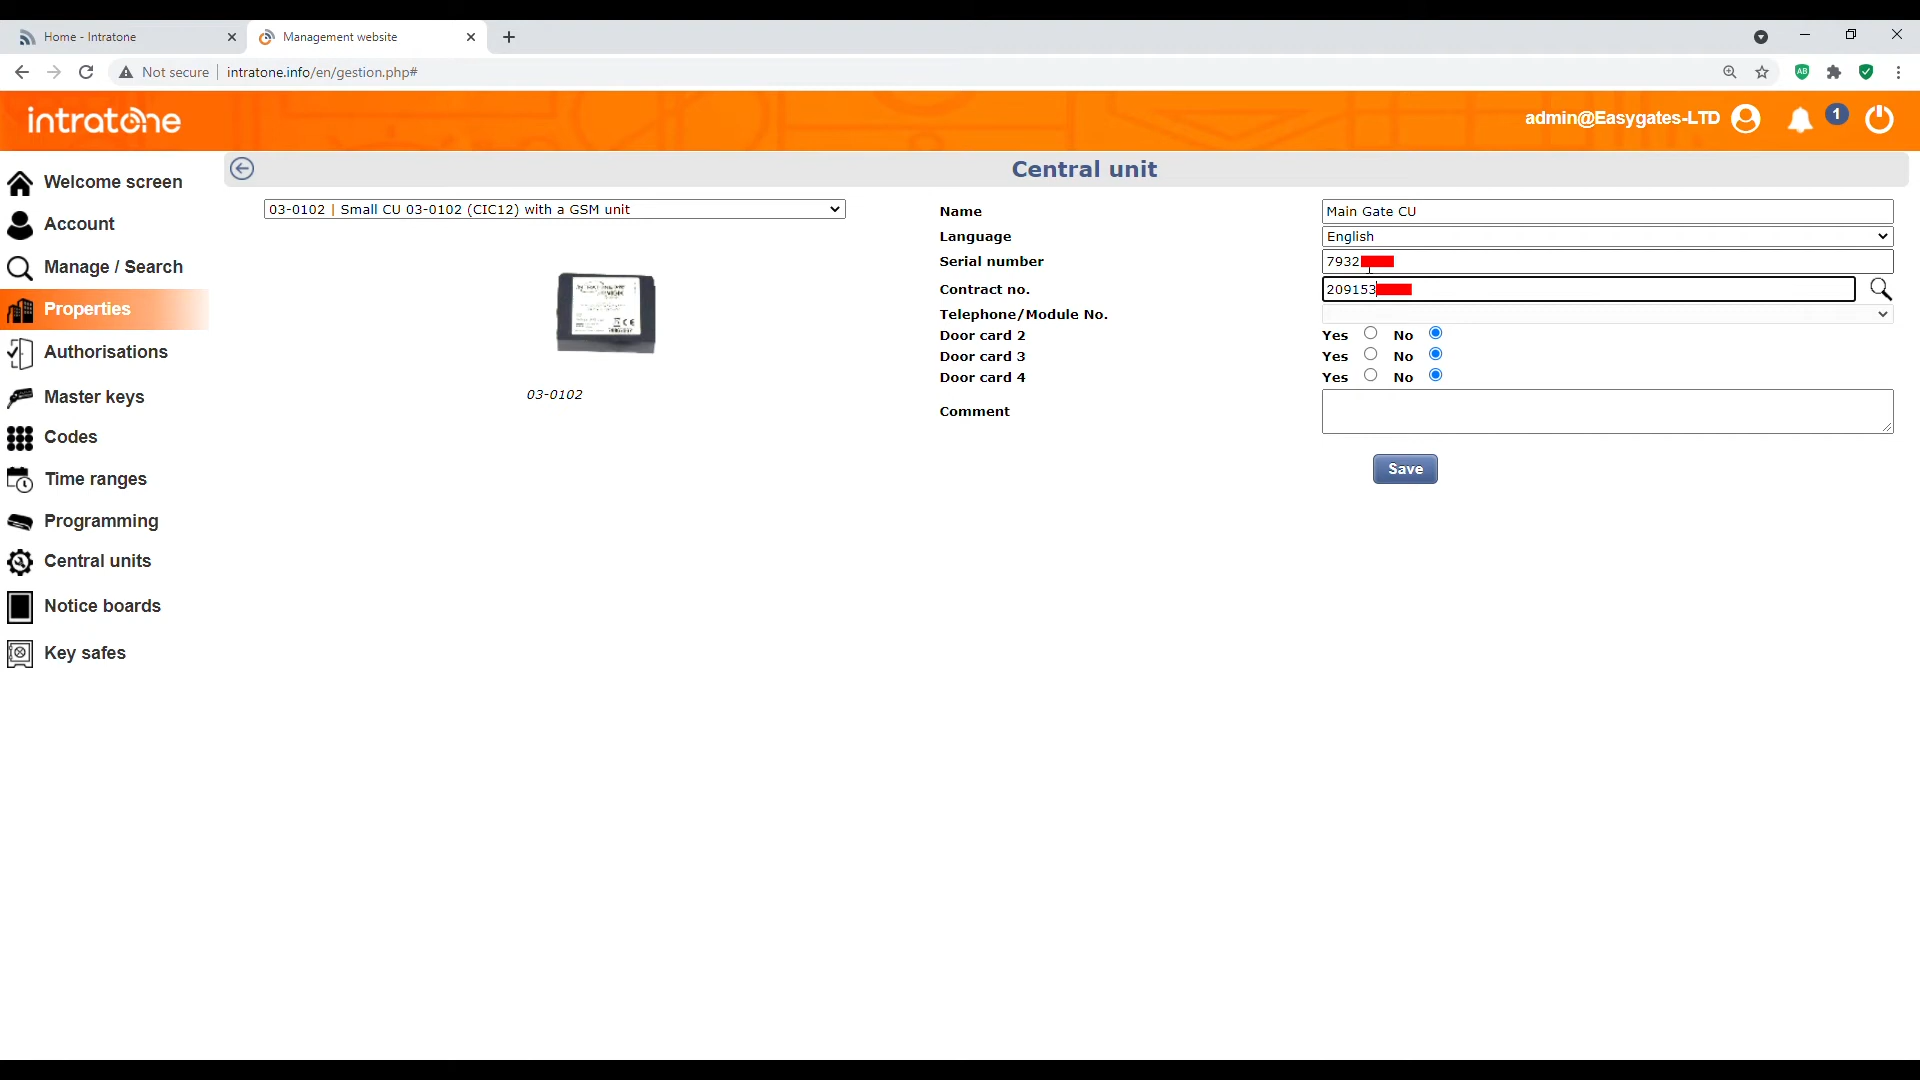 Home - Intratone
Management website
Not secure
intratone.info/en/gestion.php#
AB
intratone
admin@Easygates-LTD
1
Welcome screen
Account
Manage / Search
Properties
Authorisations
Master keys
Codes
Time ranges
Programming
Central units
Notice boards
Key safes
Central unit
03-0102 | Small CU 03-0102 (CIC12) with a GSM unit
03-0102
Name
Main Gate CU
Language
English
Serial number
7932
Contract no.
209153
Telephone/Module No.
Door card 2
Yes No
Door card 3
Yes No
Door card 4
Yes No
Comment
Save